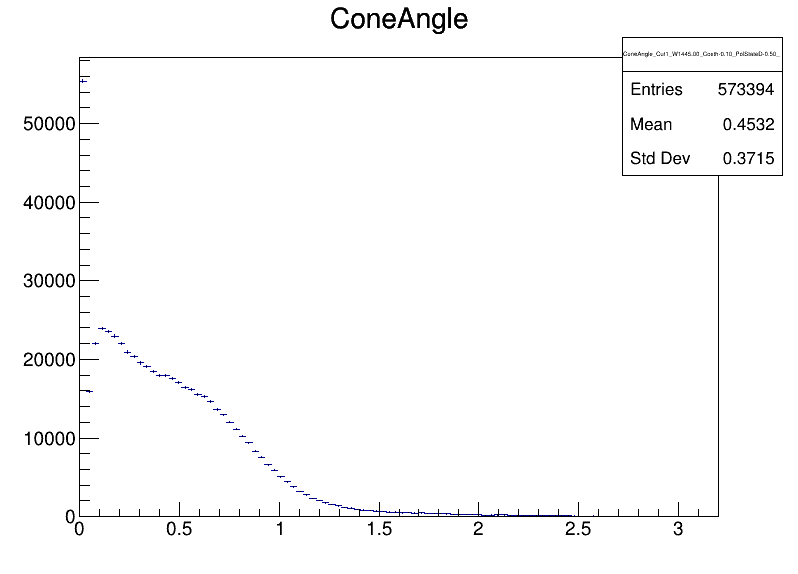 ConeAngle
ConeAngle_Cut1_W1445.00_Costh-0.10_PolStateD-0.50_
Entries 573394
Mean 0.4532
Std Dev 0.3715
50000
40000
30000
20000
10000
0
0 0.5 1 1.5 2 2.5 3